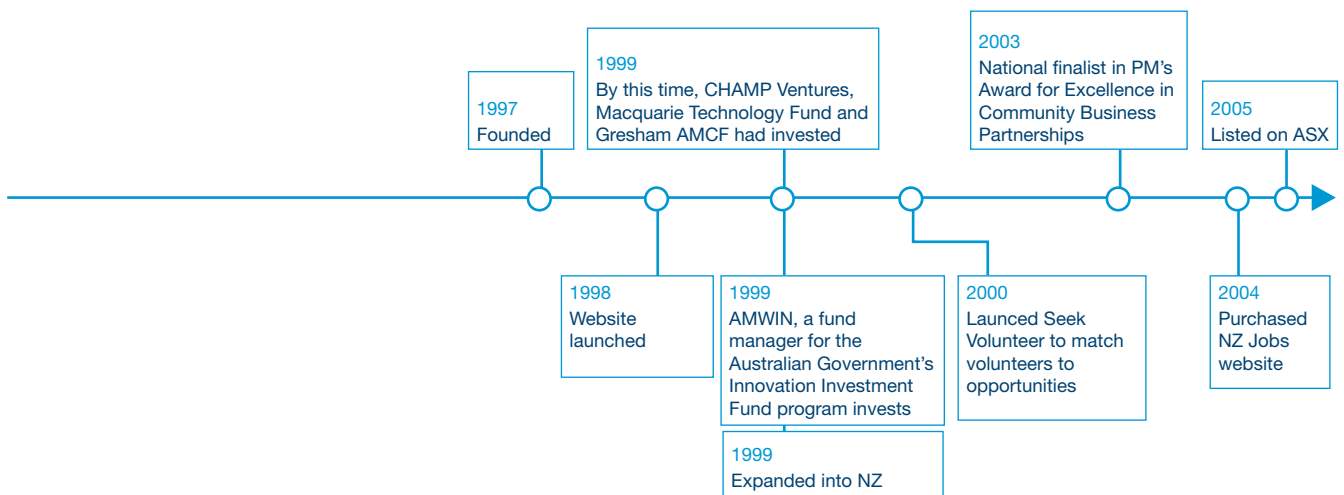 1997
Founded
1999
By this time, CHAMP Ventures,
Macquarie Technology Fund and
Gresham AMCF had invested
2003
National finalist in PM's
Award for Excellence in
Community Business
Partnerships
2005
Listed on ASX
1998
Website
launched
1999
AMWIN, a fund
manager for the
Australian Government's
Innovation Investment
Fund program invests
1999
Expanded into NZ
2000
Launced Seek
Volunteer to match
volunteers to
opportunities
2004
Purchased
NZ Jobs
website